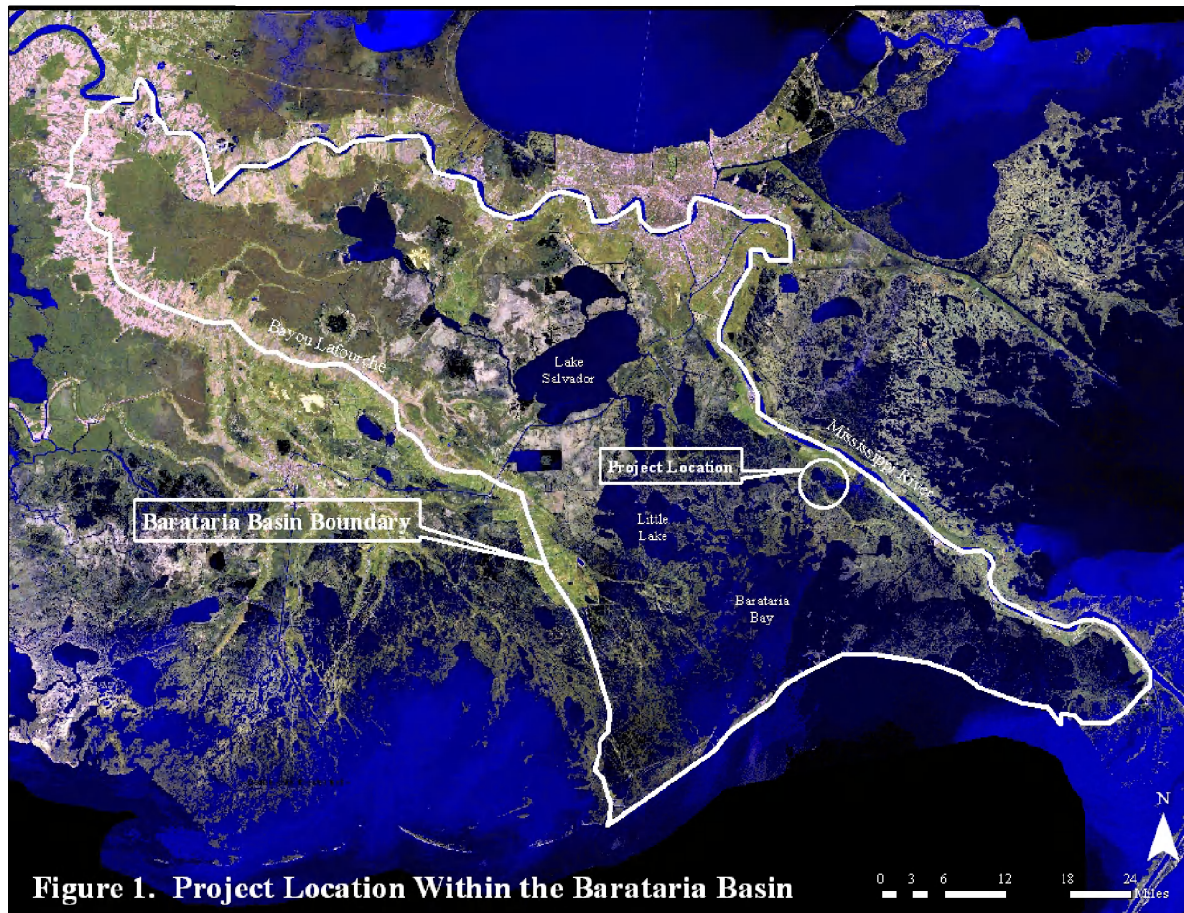 Bayou Lafourche
Lake
Salvador
Mississippi River
Project Location
Barataria Basin Boundary
Little
Lake
Barataria
Bay
N
Figure 1. Project Location Within the Barataria Basin
0 3 6 12 18 24
Miles